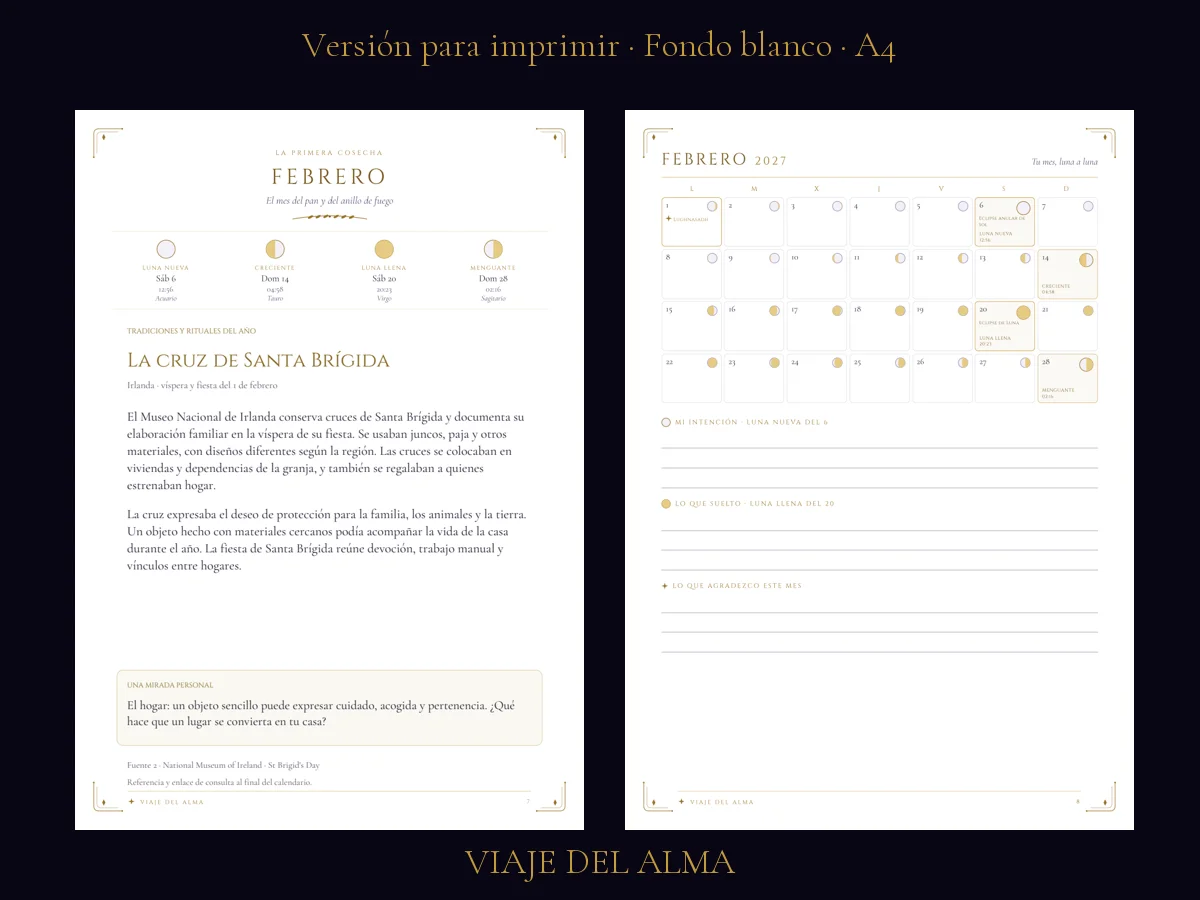 Versión para imprimir · Fondo blanco · A4
LA PRIMERA COSECHA
FEBRERO
El mes del pan y del anillo de fuego
LUNA NUEVA
Sáb 6
12:56
Acuario
CRECIENTE
Dom 14
04:58
Tauro
LUNA LLENA
Sáb 20
20:23
Virgo
MENGUANTE
Dom 28
02:16
Sagitario
TRADICIONES Y RITUALES DEL AÑO
La cruz de Santa Brígida
Irlanda · víspera y fiesta del 1 de febrero
El Museo Nacional de Irlanda conserva cruces de Santa Brígida y documenta su
elaboración familiar en la víspera de su fiesta. Se usaban juncos, paja y otros
materiales, con diseños diferentes según la región. Las cruces se colocaban en
viviendas y dependencias de la granja, y también se regalaban a quienes
estrenaban hogar.
La cruz expresaba el deseo de protección para la familia, los animales y la tierra.
Un objeto hecho con materiales cercanos podía acompañar la vida de la casa
durante el año. La fiesta de Santa Brígida reúne devoción, trabajo manual y
vínculos entre hogares.
UNA MIRADA PERSONAL
El hogar: un objeto sencillo puede expresar cuidado, acogida y pertenencia. ¿Qué
hace que un lugar se convierta en tu casa?
Fuente 2 · National Museum of Ireland · St Brigid's Day
Referencia y enlace de consulta al final del calendario.
VIAJE DEL ALMA
7
FEBRERO 2027
Tu mes, luna a luna
L M X J V S D
1 2 3 4 5 6 7
LUGHNASADH
ECLIPSE ANULAR DE
SOL
LUNA NUEVA
12:56
8 9 10 11 12 13 14
CRECIENTE
04:58
15 16 17 18 19 20 21
ECLIPSE DE LUNA
LUNA LLENA
20:23
22 23 24 25 26 27 28
MENGUANTE
02:16
MI INTENCIÓN · LUNA NUEVA DEL 6
LO QUE SUELTO · LUNA LLENA DEL 20
LO QUE AGRADEZCO ESTE MES
VIAJE DEL ALMA
8
VIAJE DEL ALMA